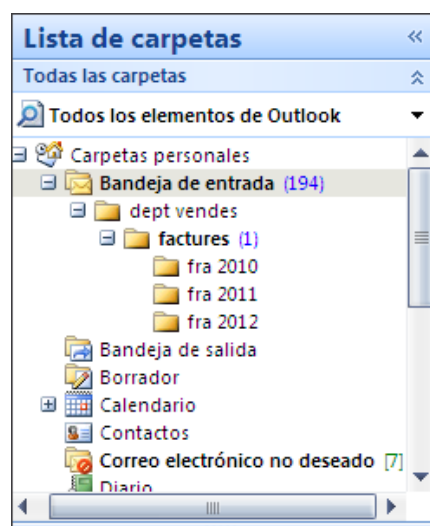 Lista de carpetas
Todas las carpetas
Todos los elementos de Outlook
Carpetas personales
Bandeja de entrada (194)
dept vendes
factures (1)
fra 2010
fra 2011
fra 2012
Bandeja de salida
Borrador
Calendario
Contactos
Correo electrónico no deseado [7]
Diario